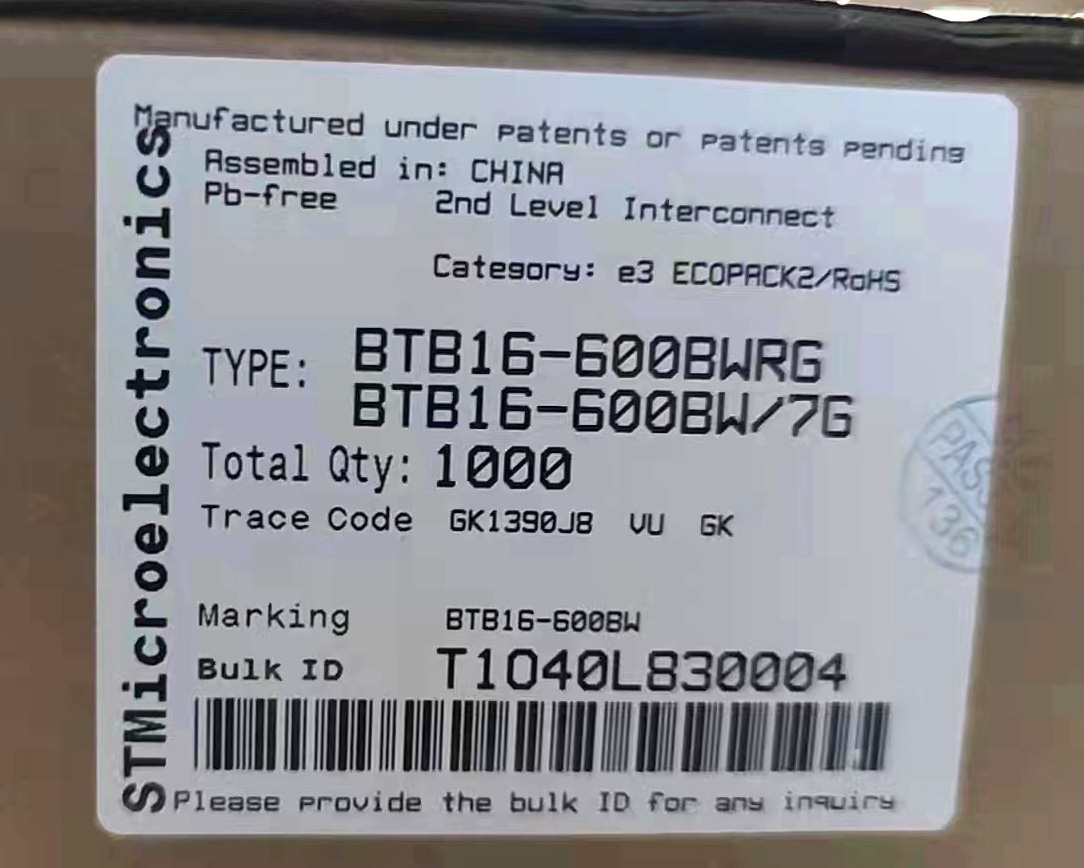 STMicroelectronics
Manufactured under patents or patents pending
Assembled in: CHINA
Pb-free 2nd Level Interconnect
Category: e3 ECOPACK2/RoHS
TYPE: BTB16-600BWRG
BTB16-600BW/7G
Total Qty: 1000
Trace Code GK1390J8 VU GK
Marking BTB16-600BW
Bulk ID T1040L830004
Please provide the bulk ID for any inquiry
136